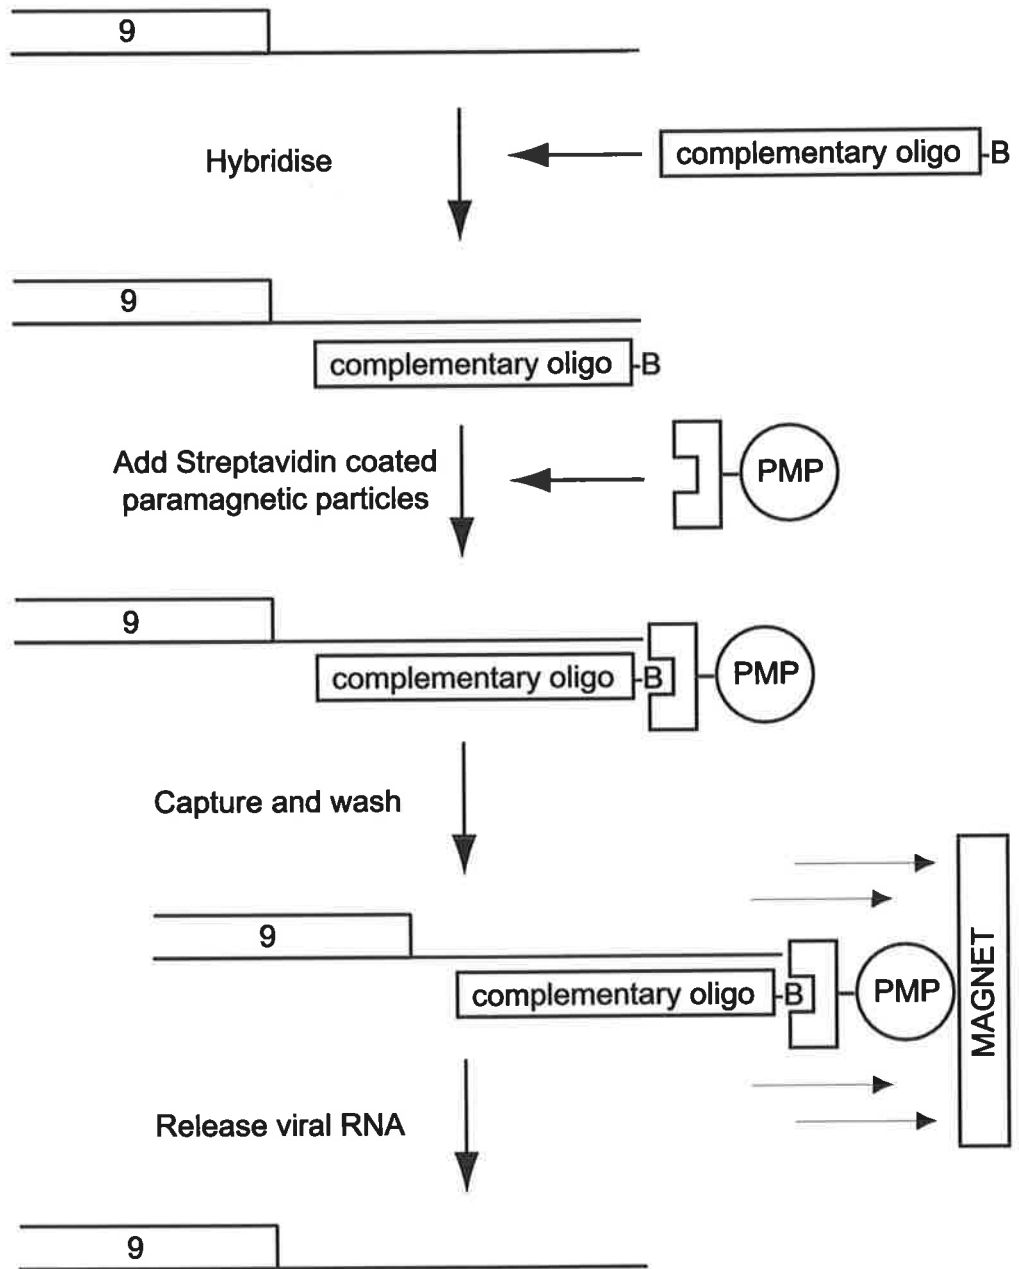 9
Hybridise
complementary oligo
-B
9
complementary oligo
-B
Add Streptavidin coated
paramagnetic particles
PMP
9
complementary oligo
-B
PMP
Capture and wash
9
complementary oligo
-B
PMP
MAGNET
Release viral RNA
9